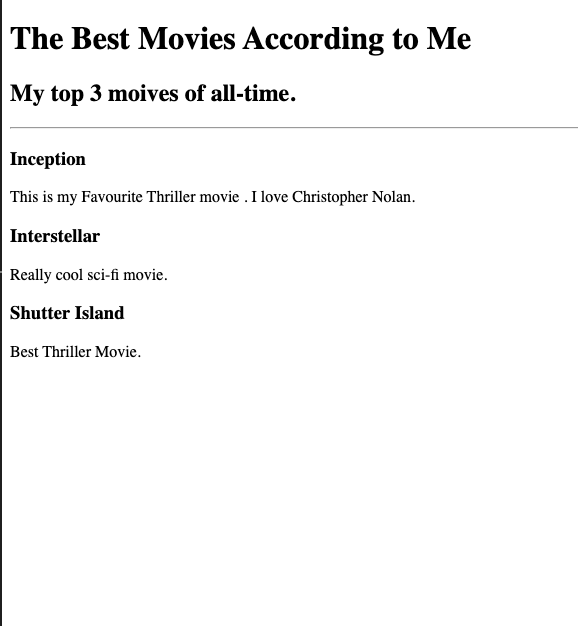 The Best Movies According to Me
My top 3 moives of all-time.
Inception
This is my Favourite Thriller movie . I love Christopher Nolan.
Interstellar
Really cool sci-fi movie.
Shutter Island
Best Thriller Movie.